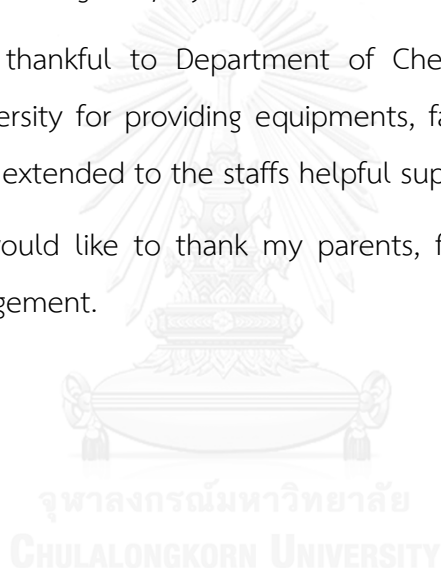 thankful to Department of Che
ersity for providing equipments, fa
extended to the staffs helpful sup
ould like to thank my parents, f
gement.
จุฬาลงกรณ์มหาวิทยาลัย
CHULALONGKORN UNIVERSITY